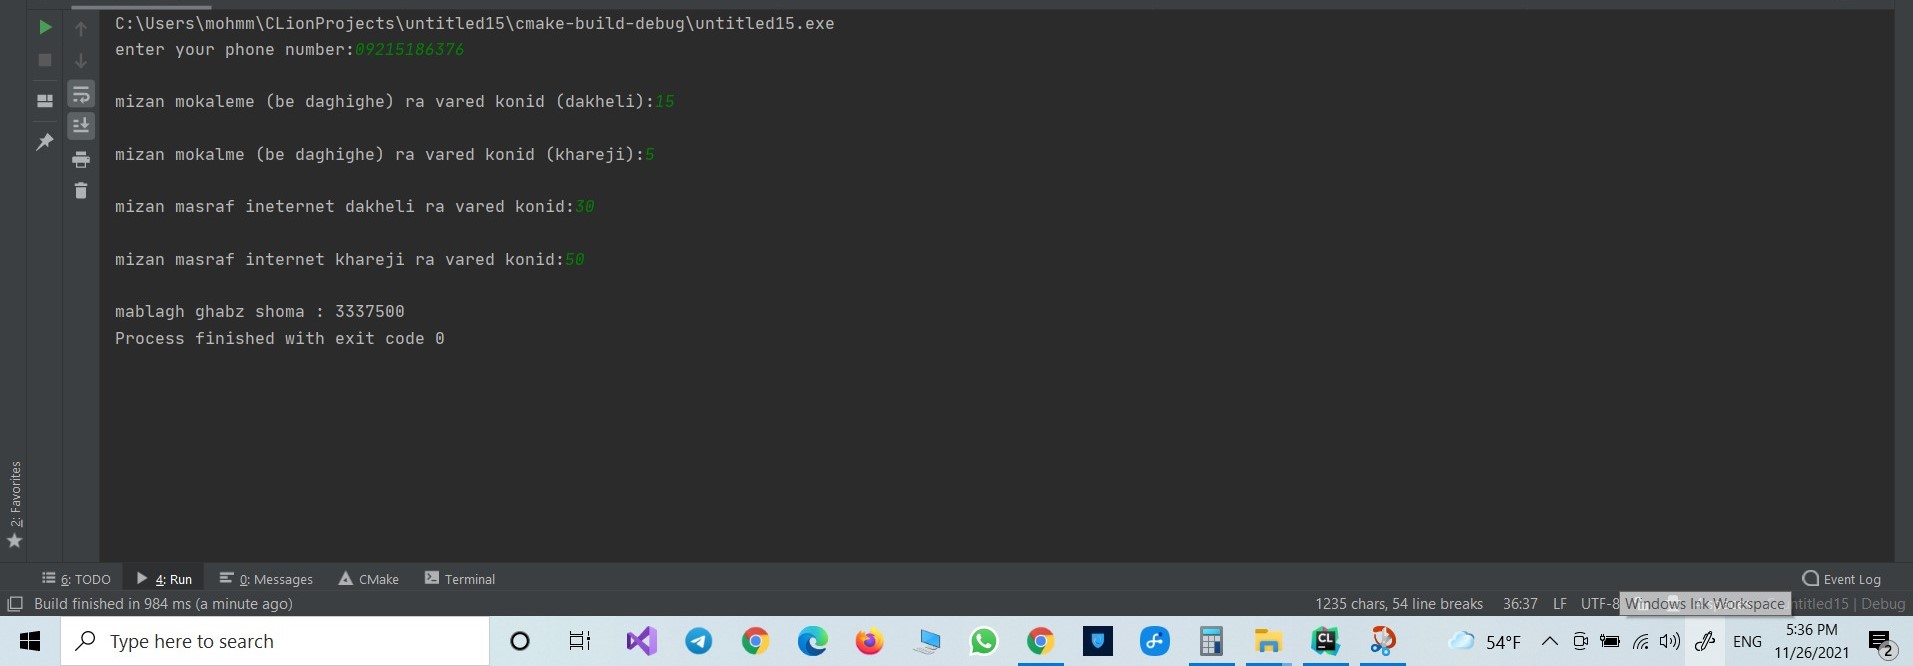 C:\Users\mohmm\CLionProjects\untitled15\cmake-build-debug\untitled15.exe
enter your phone number:09215186376
mizan mokaleme (be daghighe) ra vared konid (dakheli):15
mizan mokalme (be daghighe) ra vared konid (khareji):5
mizan masraf ineternet dakheli ra vared konid:30
mizan masraf internet khareji ra vared konid:50
mablagh ghabz shoma : 3337500
Process finished with exit code 0
2: Favorites
6: TODO 4: Run 0: Messages CMake Terminal Event Log
Build finished in 984 ms (a minute ago) 1235 chars, 54 line breaks 36:37 LF UTF-8 Windows Ink Workspace ntitled15 | Debug
Type here to search CL 54°F ENG 5:36 PM
11/26/2021 2